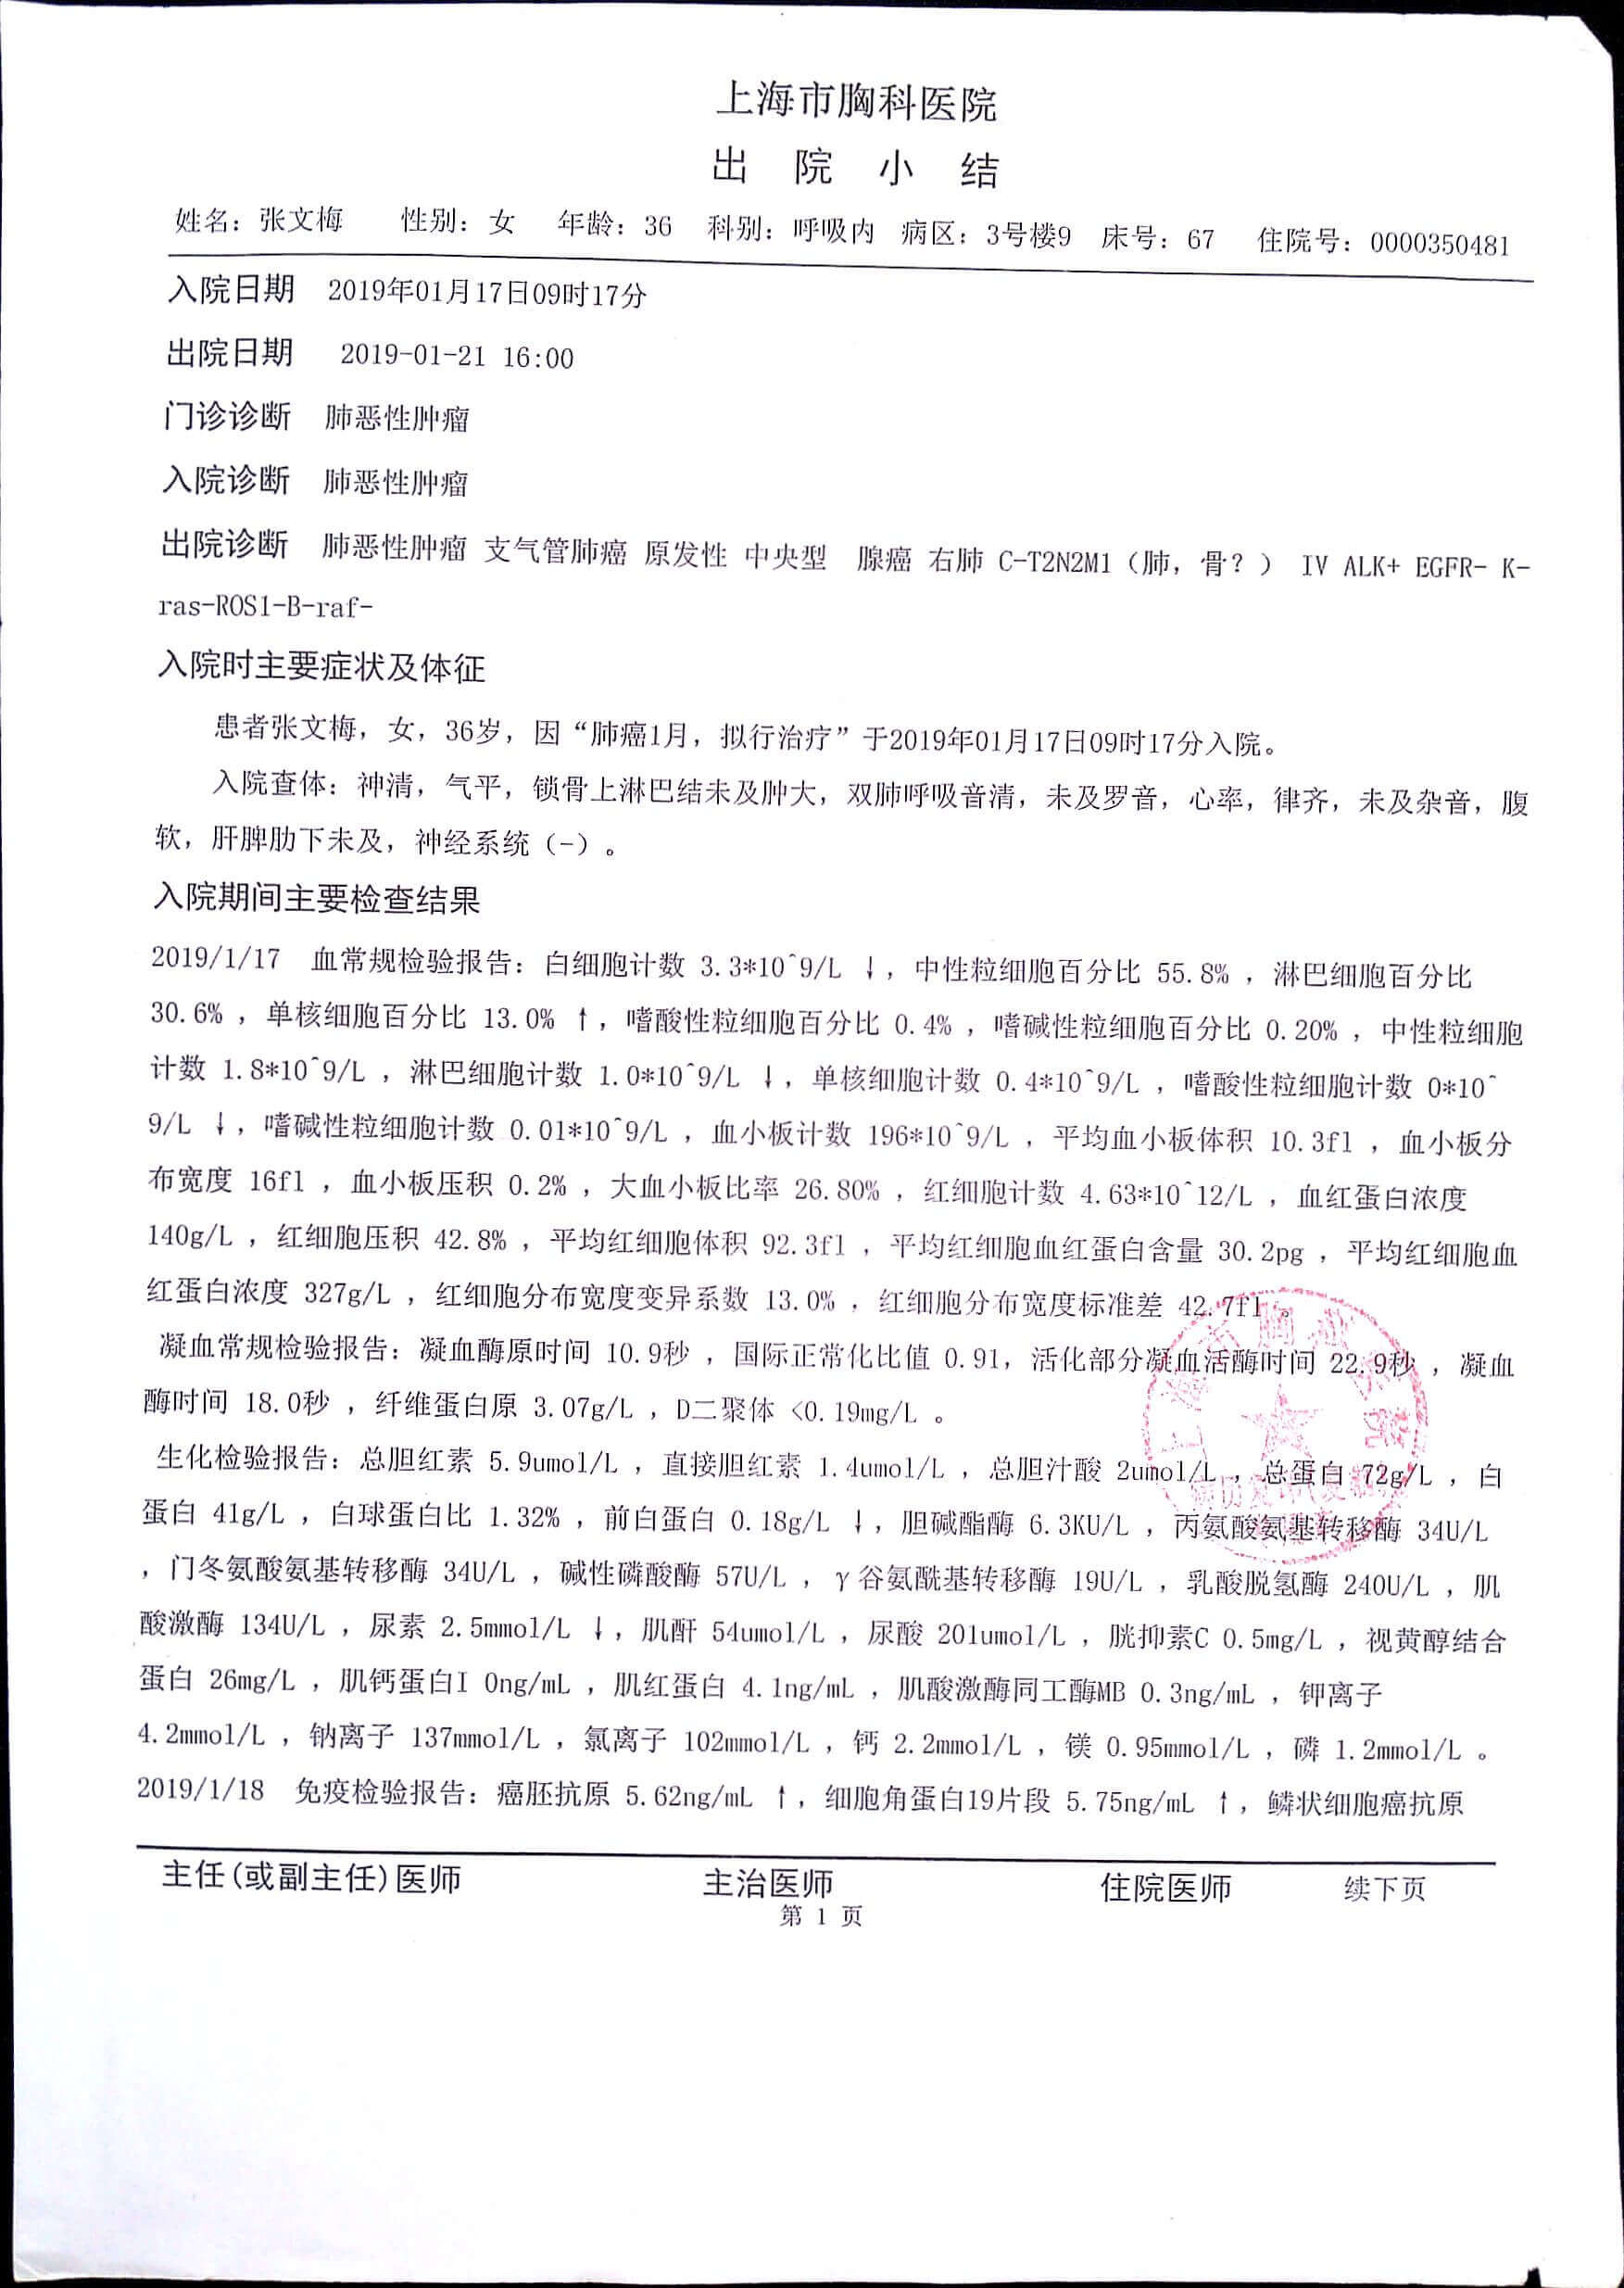 上海市胸科医院
出 院 小 结
姓名：张文梅 性别：女 年龄：36 科别：呼吸内 病区：3号楼9 床号：67 住院号：0000350481
入院日期 2019年01月17日09时17分
出院日期 2019-01-21 16:00
门诊诊断 肺恶性肿瘤
入院诊断 肺恶性肿瘤
出院诊断 肺恶性肿瘤 支气管肺癌 原发性 中央型 腺癌 右肺 C-T2N2M1（肺，骨？） IV ALK+ EGFR- K-
ras-ROS1-B-raf-
入院时主要症状及体征
患者张文梅，女，36岁，因“肺癌1月，拟行治疗”于2019年01月17日09时17分入院。
入院查体：神清，气平，锁骨上淋巴结未及肿大，双肺呼吸音清，未及罗音，心率，律齐，未及杂音，腹
软，肝脾肋下未及，神经系统（-）。
入院期间主要检查结果
2019/1/17 血常规检验报告：白细胞计数 3.3*10^9/L ↓，中性粒细胞百分比 55.8% ，淋巴细胞百分比
30.6% ，单核细胞百分比 13.0% ↑，嗜酸性粒细胞百分比 0.4% ，嗜碱性粒细胞百分比 0.20% ，中性粒细胞
计数 1.8*10^9/L ，淋巴细胞计数 1.0*10^9/L ↓，单核细胞计数 0.4*10^9/L ，嗜酸性粒细胞计数 0*10^
9/L ↓，嗜碱性粒细胞计数 0.01*10^9/L ，血小板计数 196*10^9/L ，平均血小板体积 10.3fl ，血小板分
布宽度 16fl ，血小板压积 0.2% ，大血小板比率 26.80% ，红细胞计数 4.63*10^12/L ，血红蛋白浓度
140g/L ，红细胞压积 42.8% ，平均红细胞体积 92.3fl ，平均红细胞血红蛋白含量 30.2pg ，平均红细胞血
红蛋白浓度 327g/L ，红细胞分布宽度变异系数 13.0% ，红细胞分布宽度标准差 42.7fl 。
凝血常规检验报告：凝血酶原时间 10.9秒 ，国际正常化比值 0.91，活化部分凝血活酶时间 22.9秒 ，凝血
酶时间 18.0秒 ，纤维蛋白原 3.07g/L ，D二聚体 <0.19mg/L 。
生化检验报告：总胆红素 5.9umol/L ，直接胆红素 1.4umol/L ，总胆汁酸 2umol/L ，总蛋白 72g/L ，白
蛋白 41g/L ，白球蛋白比 1.32% ，前白蛋白 0.18g/L ↓，胆碱酯酶 6.3KU/L ，丙氨酸氨基转移酶 34U/L
，门冬氨酸氨基转移酶 34U/L ，碱性磷酸酶 57U/L ，γ谷氨酰基转移酶 19U/L ，乳酸脱氢酶 240U/L ，肌
酸激酶 134U/L ，尿素 2.5mmol/L ↓，肌酐 54umol/L ，尿酸 201umol/L ，胱抑素C 0.5mg/L ，视黄醇结合
蛋白 26mg/L ，肌钙蛋白I 0ng/mL ，肌红蛋白 4.1ng/mL ，肌酸激酶同工酶MB 0.3ng/mL ，钾离子
4.2mmol/L ，钠离子 137mmol/L ，氯离子 102mmol/L ，钙 2.2mmol/L ，镁 0.95mmol/L ，磷 1.2mmol/L 。
2019/1/18 免疫检验报告：癌胚抗原 5.62ng/mL ↑，细胞角蛋白19片段 5.75ng/mL ↑，鳞状细胞癌抗原
上海市胸科医院
主任(或副主任)医师 主治医师 住院医师 续下页
第 1 页